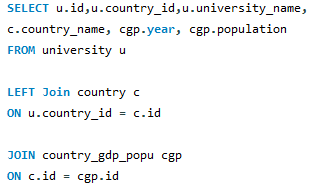 SELECT u.id,u.country_id,u.university_name,
c.country_name, cgp.year, cgp.population
FROM university u
LEFT Join country c
ON u.country_id = c.id
JOIN country_gdp_popu cgp
ON c.id = cgp.id